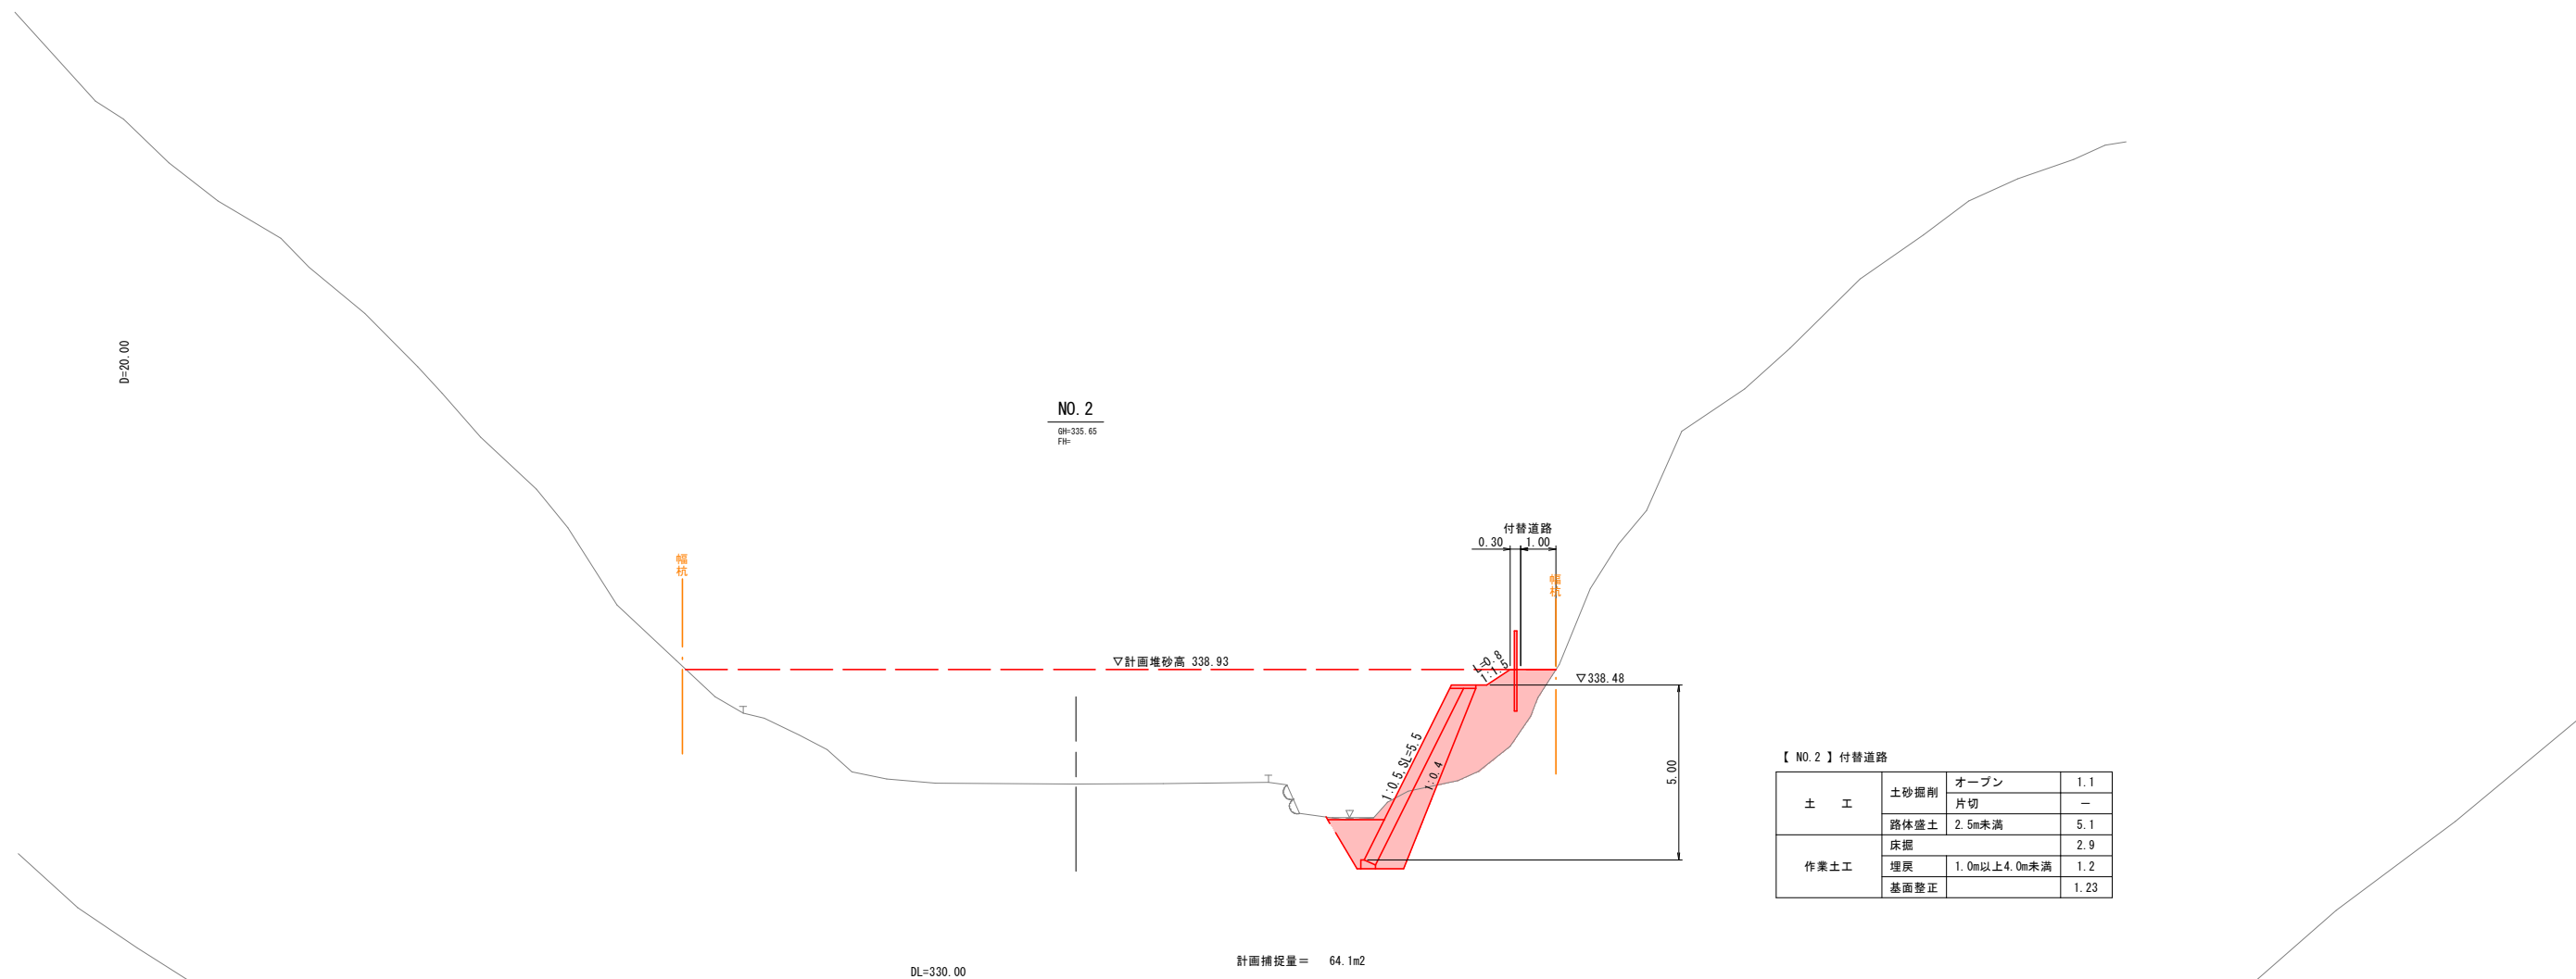 D=20.00
NO.2
GH=335.65
FH=
付替道路
0.30
1.00
幅杭
幅杭
▽計画堆砂高 338.93
L=0.8
1:1.5
▽338.48
1:0.5,SL=5.5
1:0.4
5.00
【 NO.2 】付替道路
土 工 土砂掘削 オープン 1.1
片切 －
路体盛土 2.5m未満 5.1
作業土工 床掘 2.9
埋戻 1.0m以上4.0m未満 1.2
基面整正 1.23
計画捕捉量＝ 64.1m2
DL=330.00